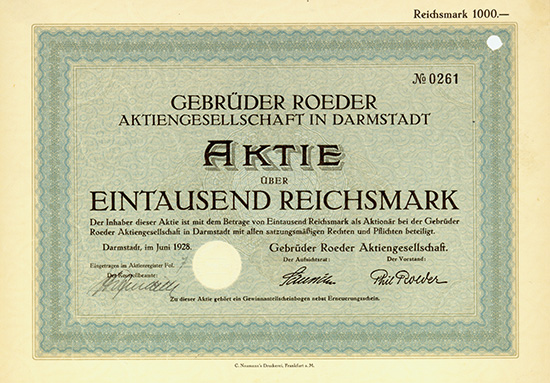 Reichsmark 1000.—
№ 0261
GEBRÜDER ROEDER
AKTIENGESELLSCHAFT IN DARMSTADT
AKTIE
ÜBER
EINTAUSEND REICHSMARK
Der Inhaber dieser Aktie ist mit dem Betrage von Eintausend Reichsmark als Aktionär bei der Gebrüder
Roeder Aktiengesellschaft in Darmstadt mit allen satzungsmäßigen Rechten und Pflichten beteiligt.
Darmstadt, im Juni 1928.
Gebrüder Roeder Aktiengesellschaft.
Der Aufsichtsrat:
Der Vorstand:
Eingetragen im Aktienregister Fol.
Der Kontrollbeamte:
Phil Roeder
Zu dieser Aktie gehört ein Gewinnanteilscheinbogen nebst Erneuerungsschein.
C. Naumann's Druckerei, Frankfurt a. M.